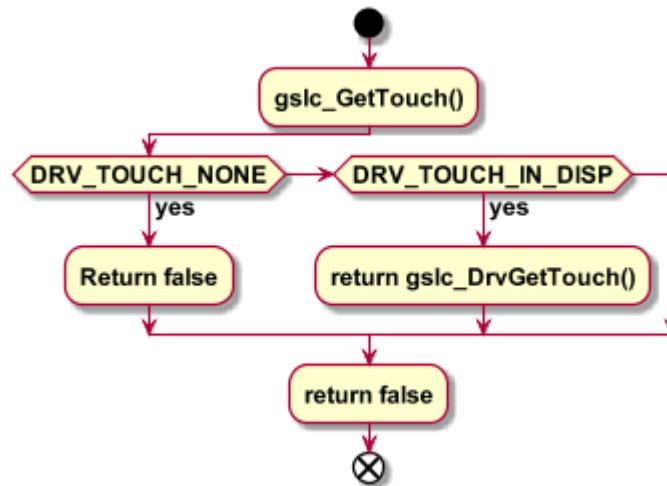 gslc_GetTouch()
DRV_TOUCH_NONE
DRV_TOUCH_IN_DISP
yes
yes
Return false
return gslc_DrvGetTouch()
return false